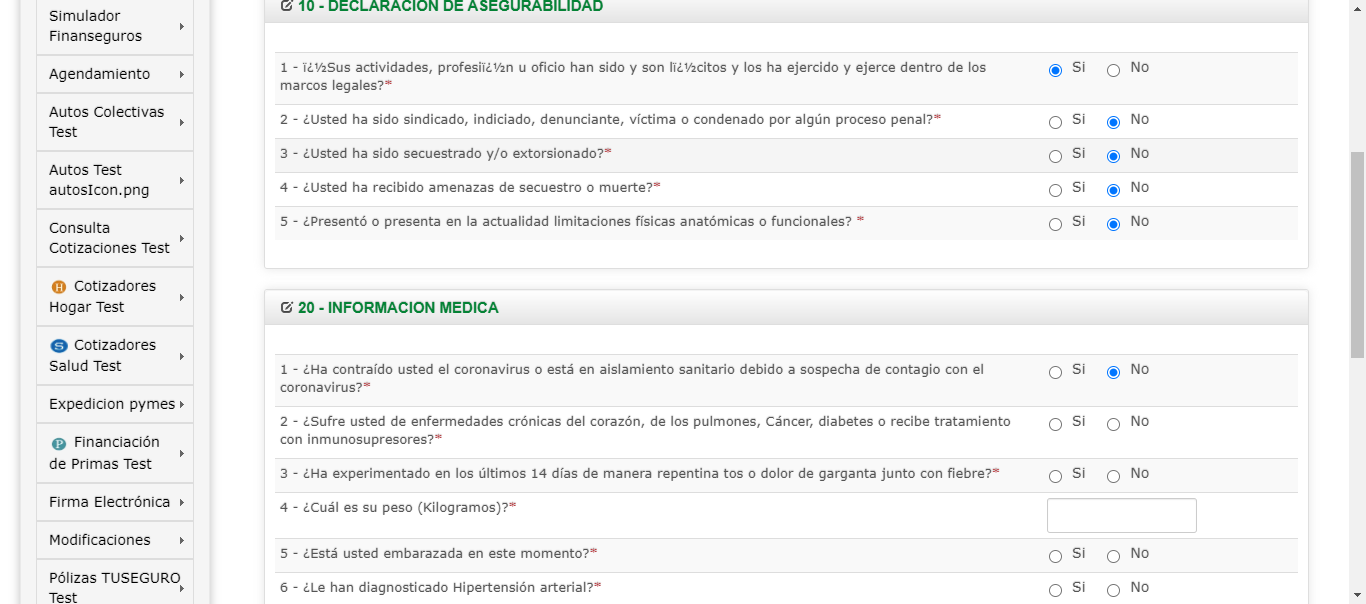 Simulador
Finanseguros
Agendamiento
Autos Colectivas
Test
Autos Test
autosIcon.png
Consulta
Cotizaciones Test
H Cotizadores
Hogar Test
S Cotizadores
Salud Test
Expedicion pymes
P Financiación
de Primas Test
Firma Electrónica
Modificaciones
Pólizas TUSEGURO
Test
10 - DECLARACION DE ASEGURABILIDAD
1 - ï¿½Sus actividades, profesiï¿½n u oficio han sido y son lï¿½citos y los ha ejercido y ejerce dentro de los Si No
marcos legales?*
2 - ¿Usted ha sido sindicado, indiciado, denunciante, víctima o condenado por algún proceso penal?* Si No
3 - ¿Usted ha sido secuestrado y/o extorsionado?* Si No
4 - ¿Usted ha recibido amenazas de secuestro o muerte?* Si No
5 - ¿Presentó o presenta en la actualidad limitaciones físicas anatómicas o funcionales? * Si No
20 - INFORMACION MEDICA
1 - ¿Ha contraído usted el coronavirus o está en aislamiento sanitario debido a sospecha de contagio con el Si No
coronavirus?*
2 - ¿Sufre usted de enfermedades crónicas del corazón, de los pulmones, Cáncer, diabetes o recibe tratamiento Si No
con inmunosupresores?*
3 - ¿Ha experimentado en los últimos 14 días de manera repentina tos o dolor de garganta junto con fiebre?* Si No
4 - ¿Cuál es su peso (Kilogramos)?*
5 - ¿Está usted embarazada en este momento?* Si No
6 - ¿Le han diagnosticado Hipertensión arterial?* Si No